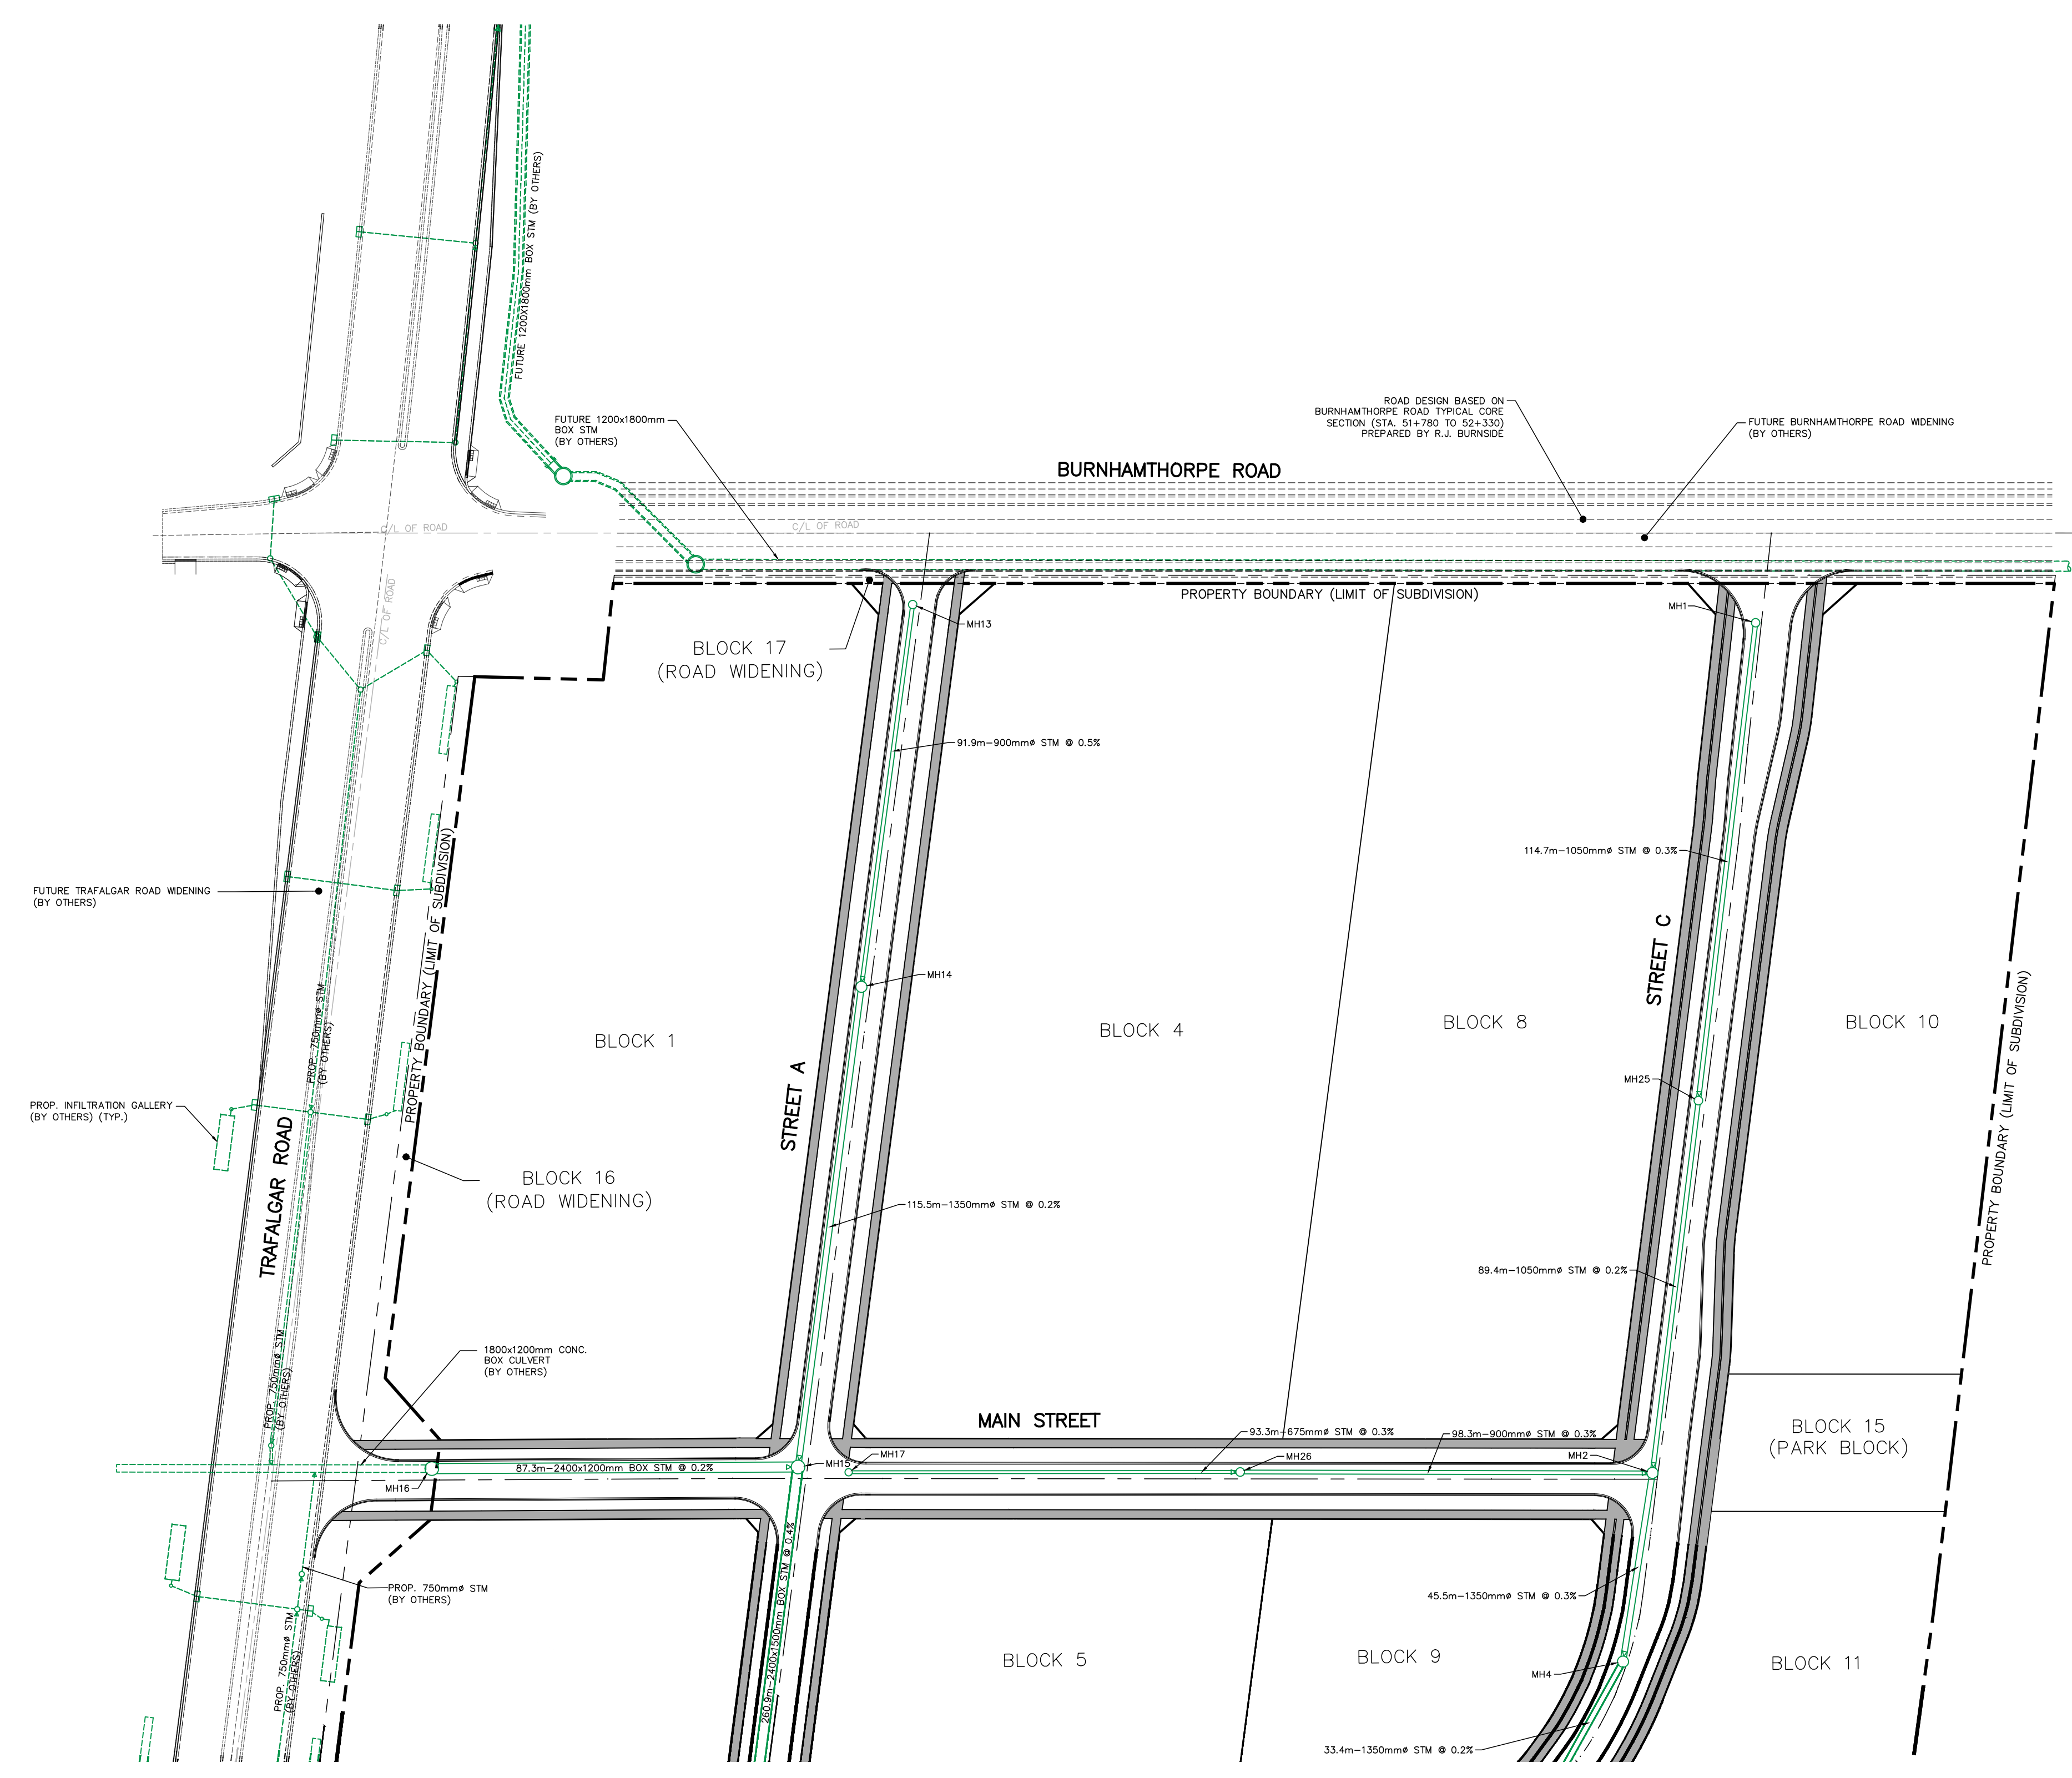 FUTURE 1200X1800mm BOX STM (BY OTHERS)
FUTURE 1200x1800mm
BOX STM
(BY OTHERS)
ROAD DESIGN BASED ON
BURNHAMTHORPE ROAD TYPICAL CORE
SECTION (STA. 51+780 TO 52+330)
PREPARED BY R.J. BURNSIDE
FUTURE BURNHAMTHORPE ROAD WIDENING
(BY OTHERS)
BURNHAMTHORPE ROAD
C/L OF ROAD
C/L OF ROAD
C/L OF ROAD
PROPERTY BOUNDARY (LIMIT OF SUBDIVISION)
MH1
MH13
BLOCK 17
(ROAD WIDENING)
91.9m-900mmø STM @ 0.5%
114.7m-1050mmø STM @ 0.3%
FUTURE TRAFALGAR ROAD WIDENING
(BY OTHERS)
PROPERTY BOUNDARY (LIMIT OF SUBDIVISION)
STREET C
MH14
PROP. 750mmø STM
(BY OTHERS)
BLOCK 1
BLOCK 4
BLOCK 8
BLOCK 10
PROPERTY BOUNDARY (LIMIT OF SUBDIVISION)
MH25
STREET A
PROP. INFILTRATION GALLERY
(BY OTHERS) (TYP.)
TRAFALGAR ROAD
BLOCK 16
(ROAD WIDENING)
115.5m-1350mmø STM @ 0.2%
89.4m-1050mmø STM @ 0.2%
1800x1200mm CONC.
BOX CULVERT
(BY OTHERS)
PROP. 750mmø STM
(BY OTHERS)
MAIN STREET
93.3m-675mmø STM @ 0.3%
98.3m-900mmø STM @ 0.3%
BLOCK 15
(PARK BLOCK)
MH17
MH26
MH2
MH15
87.3m-2400x1200mm BOX STM @ 0.2%
MH16
PROP. 750mmø STM
(BY OTHERS)
260.9m-2400x1500mm BOX STM @ 0.4%
45.5m-1350mmø STM @ 0.3%
PROP. 750mmø STM
(BY OTHERS)
BLOCK 5
BLOCK 9
BLOCK 11
MH4
33.4m-1350mmø STM @ 0.2%